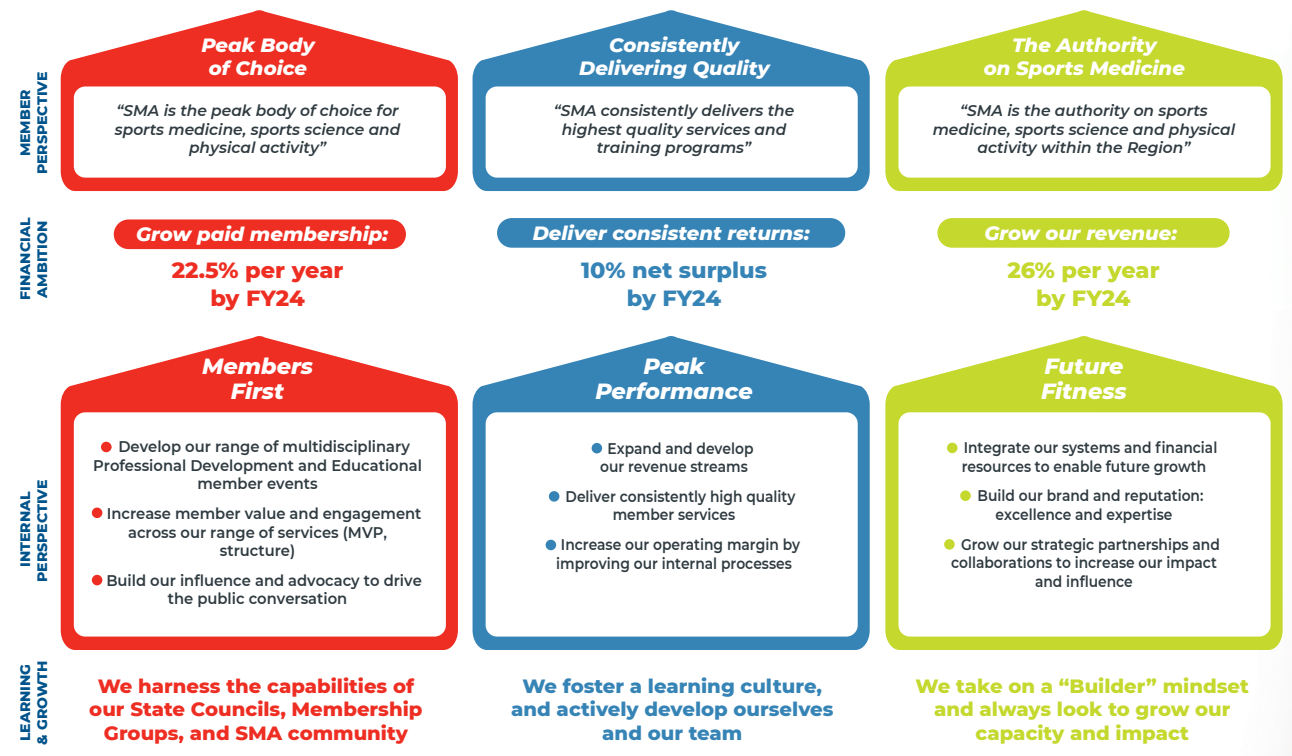 MEMBER
PERSPECTIVE
Peak Body
of Choice
“SMA is the peak body of choice for
sports medicine, sports science and
physical activity”
Consistently
Delivering Quality
“SMA consistently delivers the
highest quality services and
training programs”
The Authority
on Sports Medicine
“SMA is the authority on sports
medicine, sports science and physical
activity within the Region”
FINANCIAL
AMBITION
Grow paid membership:
22.5% per year
by FY24
Deliver consistent returns:
10% net surplus
by FY24
Grow our revenue:
26% per year
by FY24
INTERNAL
PERSPECTIVE
Members
First
● Develop our range of multidisciplinary
Professional Development and Educational
member events
● Increase member value and engagement
across our range of services (MVP,
structure)
● Build our influence and advocacy to drive
the public conversation
Peak
Performance
● Expand and develop
our revenue streams
● Deliver consistently high quality
member services
● Increase our operating margin by
improving our internal processes
Future
Fitness
● Integrate our systems and financial
resources to enable future growth
● Build our brand and reputation:
excellence and expertise
● Grow our strategic partnerships and
collaborations to increase our impact
and influence
LEARNING
& GROWTH
We harness the capabilities of
our State Councils, Membership
Groups, and SMA community
We foster a learning culture,
and actively develop ourselves
and our team
We take on a “Builder” mindset
and always look to grow our
capacity and impact